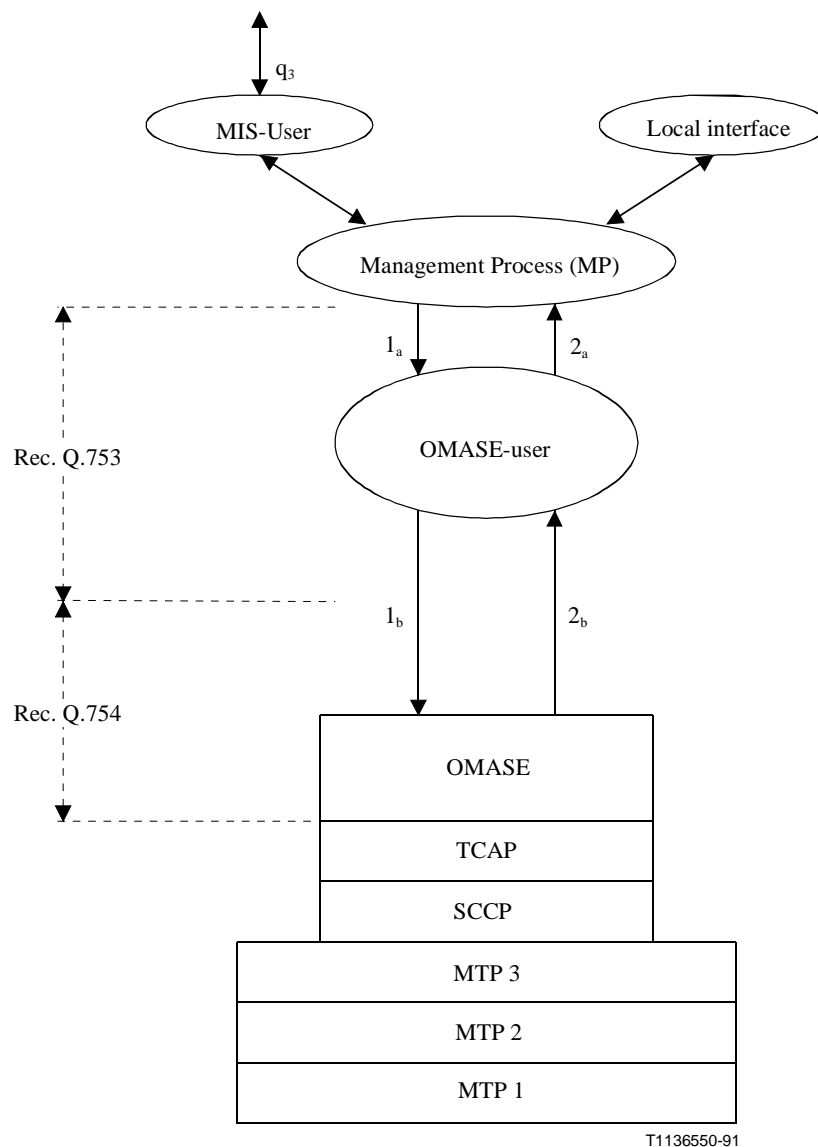 q3
MIS-User
Local interface
Management Process (MP)
1a
2a
Rec. Q.753
OMASE-user
1b
2b
Rec. Q.754
OMASE
TCAP
SCCP
MTP 3
MTP 2
MTP 1
T1136550-91